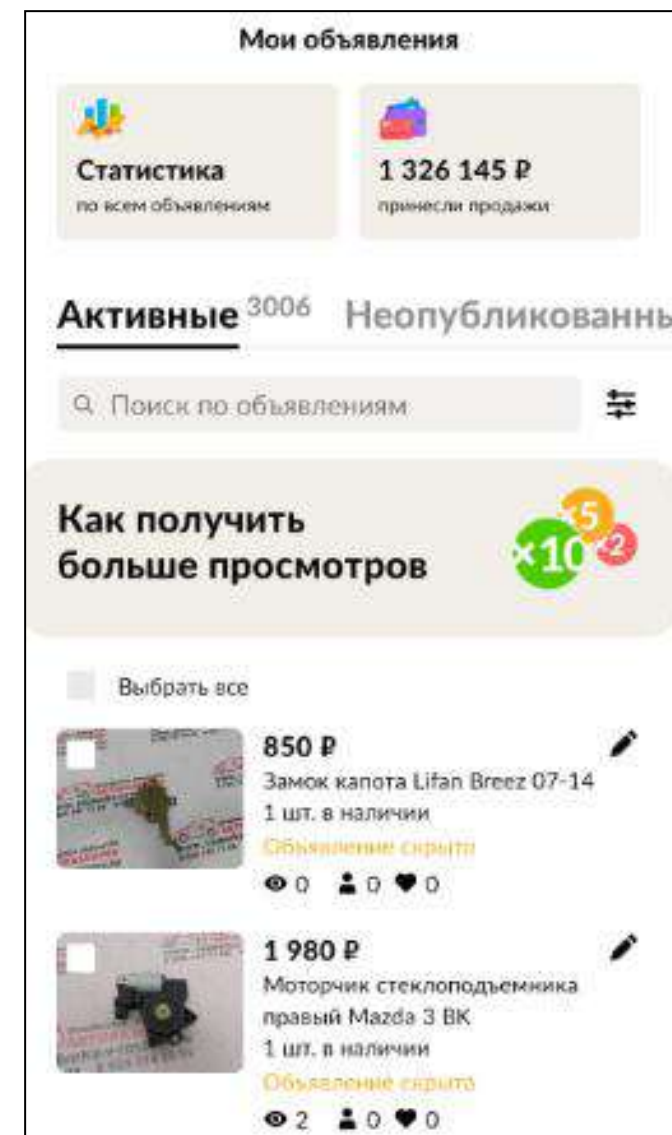 Мои объявления
Статистика
по всем объявлениям
1 326 145 ₽
принесли продажи
Активные 3006 Неопубликованны
Поиск по объявлениям
Как получить
больше просмотров
×10 ×5 ×2
Выбрать все
850 ₽
Замок капота Lifan Breez 07-14
1 шт. в наличии
Объявление скрыто
0 0 0
1 980 ₽
Моторчик стеклоподъемника
правый Mazda 3 BK
1 шт. в наличии
Объявление скрыто
2 0 0